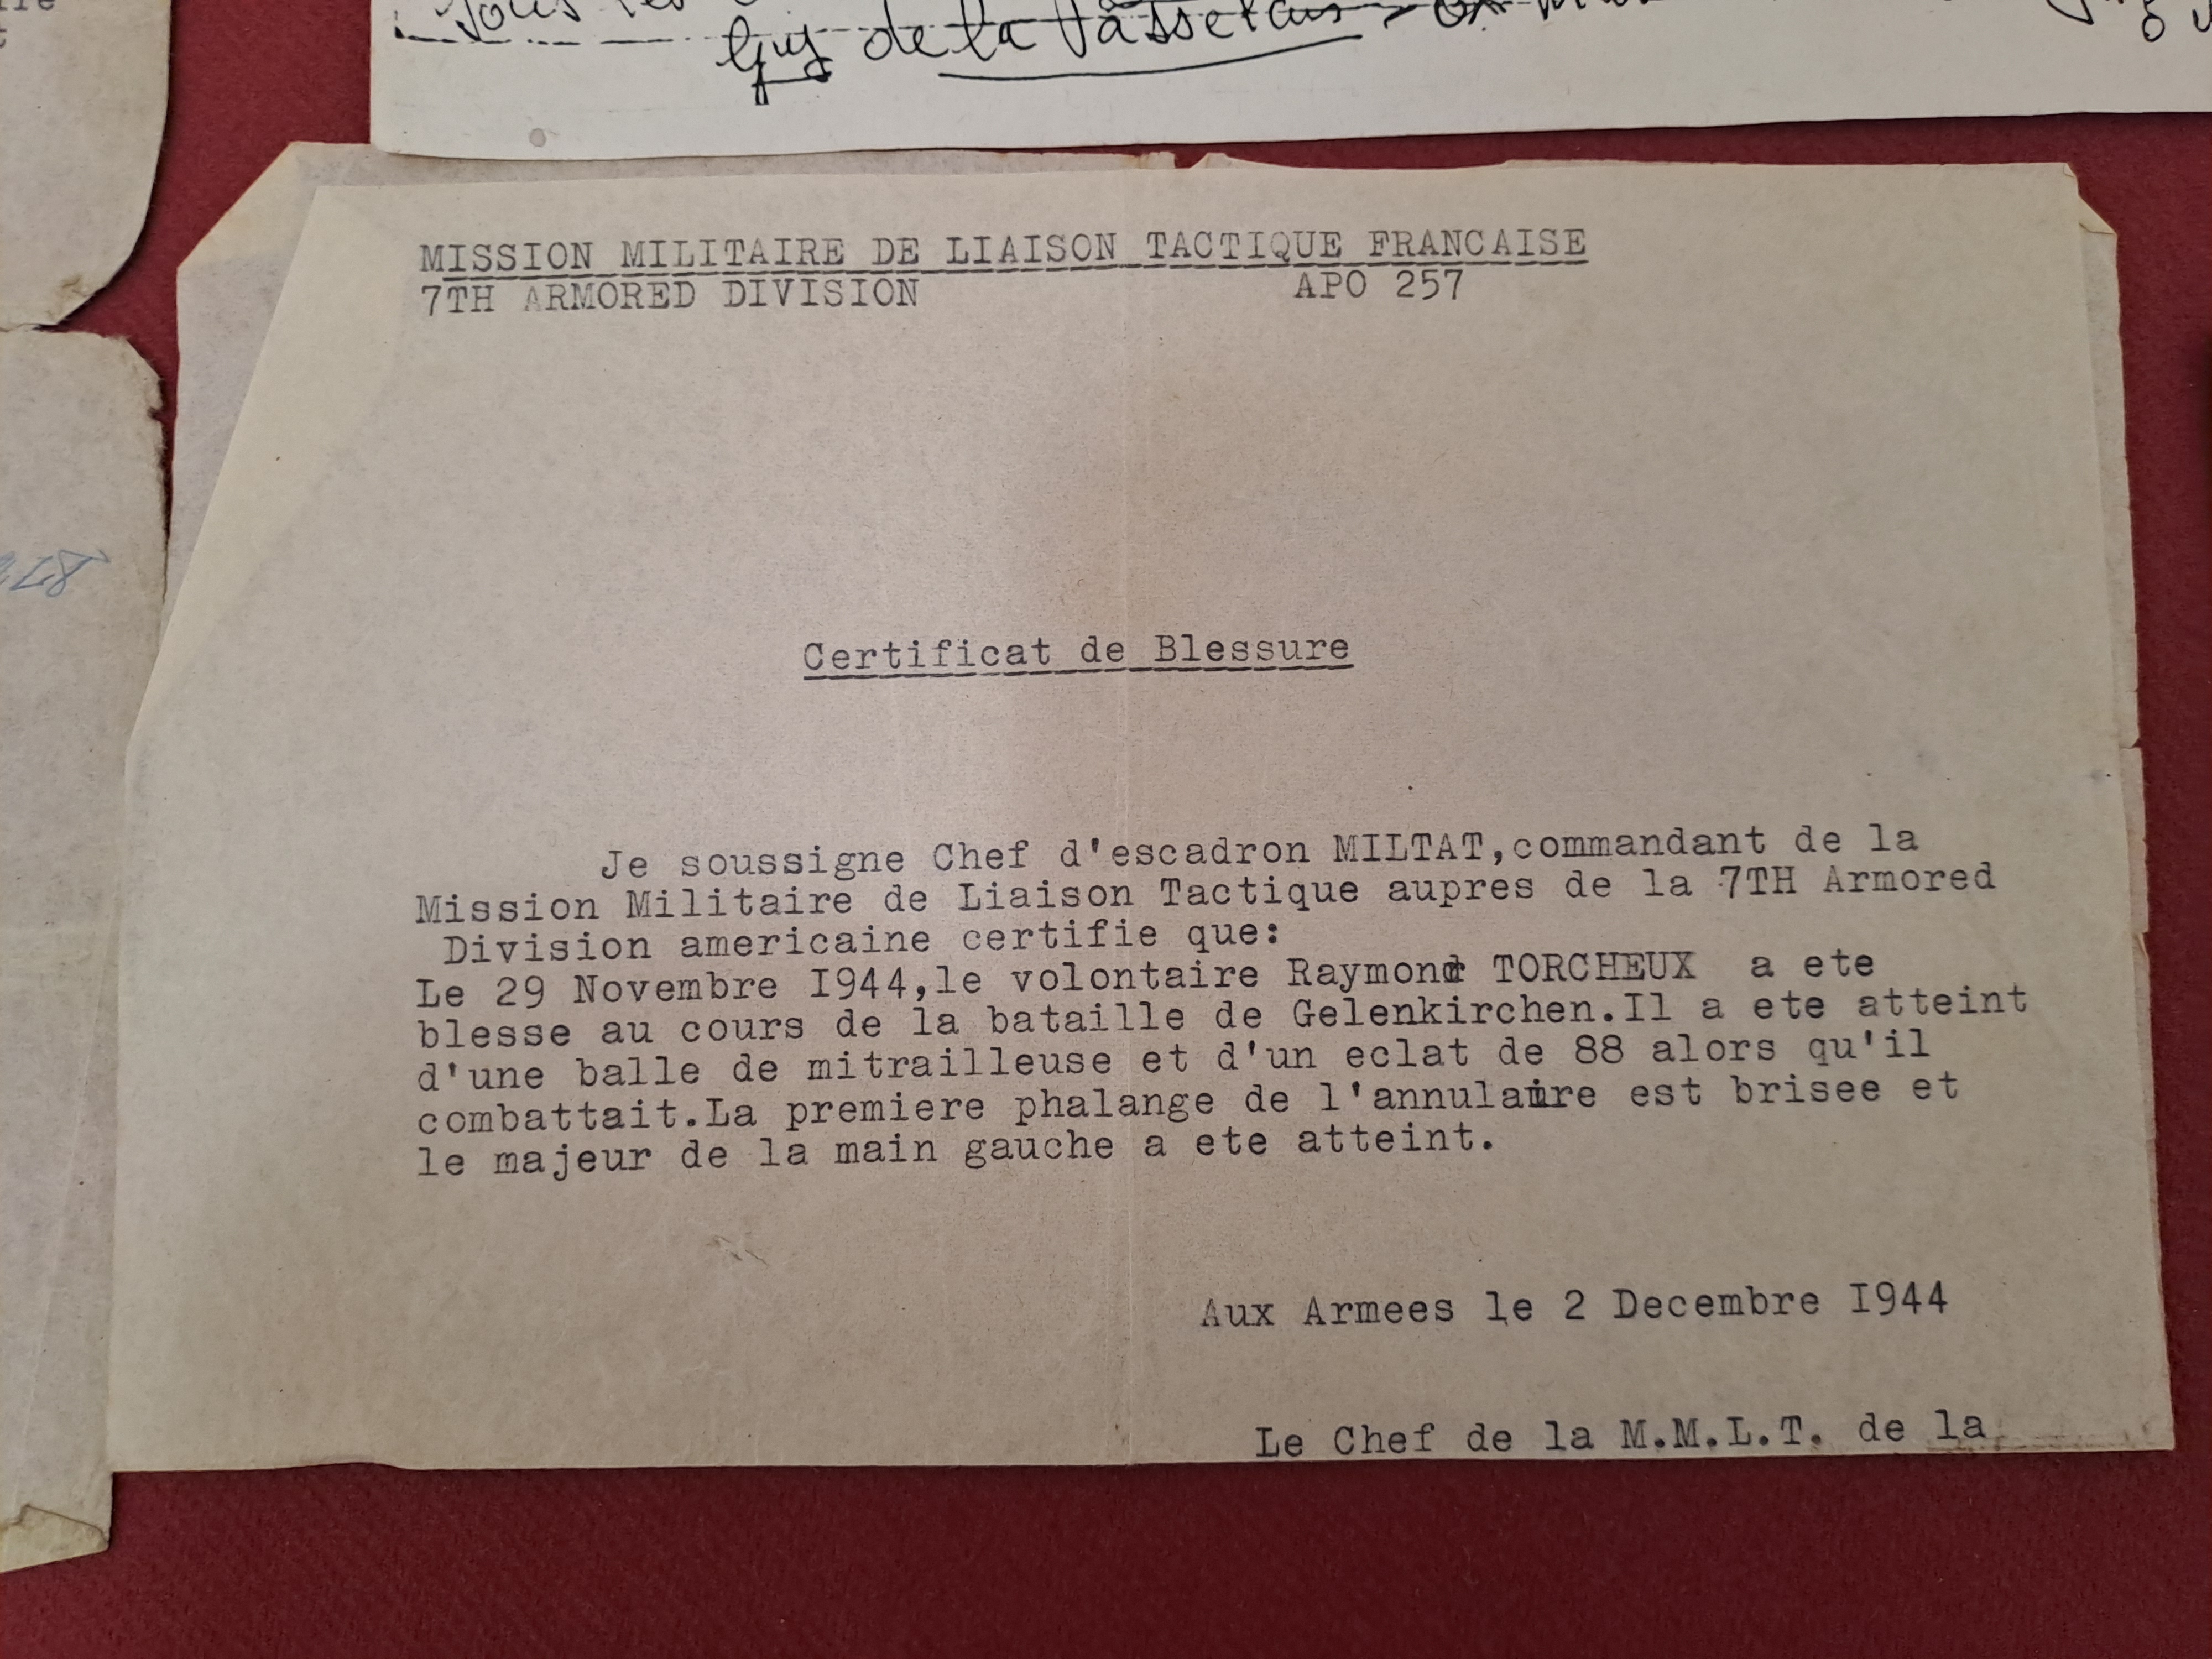 Guy de la Vasselais
MISSION MILITAIRE DE LIAISON TACTIQUE FRANCAISE
7TH ARMORED DIVISION APO 257
Certificat de Blessure
Je soussigne Chef d'escadron MILTAT,commandant de la
Mission Militaire de Liaison Tactique aupres de la 7TH Armored
Division americaine certifie que:
Le 29 Novembre I944,le volontaire Raymond TORCHEUX a ete
blesse au cours de la bataille de Gelenkirchen.Il a ete atteint
d'une balle de mitrailleuse et d'un eclat de 88 alors qu'il
combattait.La premiere phalange de l'annulaire est brisee et
le majeur de la main gauche a ete atteint.
Aux Armees le 2 Decembre I944
Le Chef de la M.M.L.T. de la